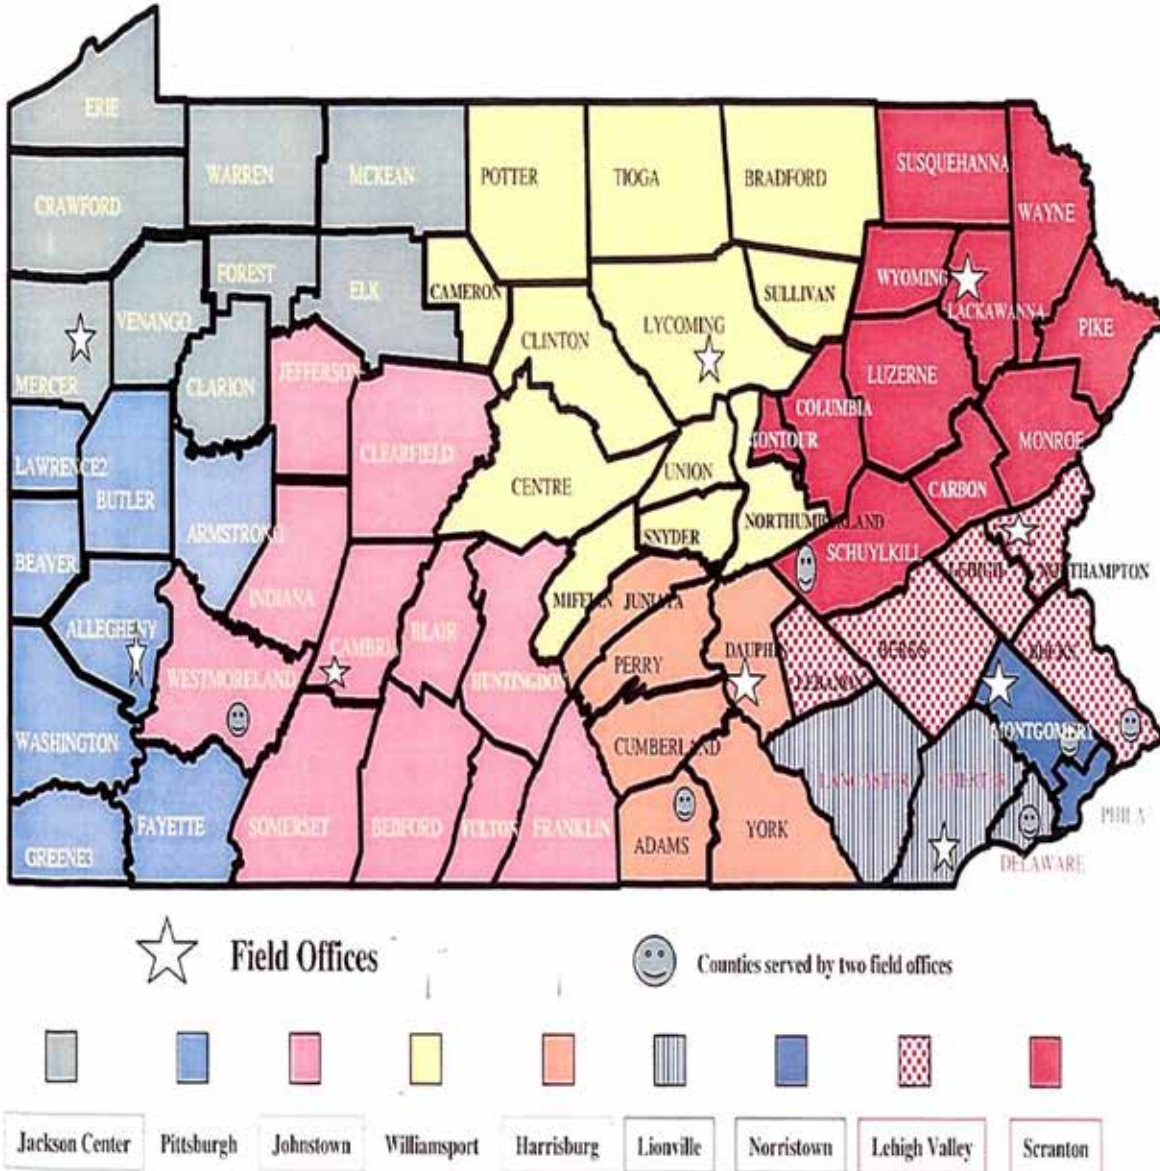 ERIE
WARREN
MCKEAN
POTTER
TIOGA
BRADFORD
SUSQUEHANNA
CRAWFORD
WAYNE
FOREST
ELK
CAMERON
SULLIVAN
WYOMING
LACKAWANNA
VENANGO
CLINTON
LYCOMING
PIKE
MERCER
CLARION
JEFFERSON
LUZERNE
COLUMBIA
MONTOUR
MONROE
LAWRENCE2
CLEARFIELD
UNION
CENTRE
CARBON
BUTLER
ARMSTRONG
SNYDER
NORTHUMBERLAND
SCHUYLKILL
BEAVER
LEHIGH
NORTHAMPTON
INDIANA
MIFFLIN
JUNIATA
ALLEGHENY
CAMBRIA
BLAIR
DAUPHIN
BERKS
BUCKS
WESTMORELAND
HUNTINGDON
PERRY
LEBANON
WASHINGTON
CUMBERLAND
MONTGOMERY
LANCASTER
CHESTER
FAYETTE
SOMERSET
BEDFORD
FULTON
FRANKLIN
ADAMS
YORK
PHILA
GREENE3
DELAWARE
Field Offices
Counties served by two field offices
Jackson Center
Pittsburgh
Johnstown
Williamsport
Harrisburg
Lionville
Norristown
Lehigh Valley
Scranton